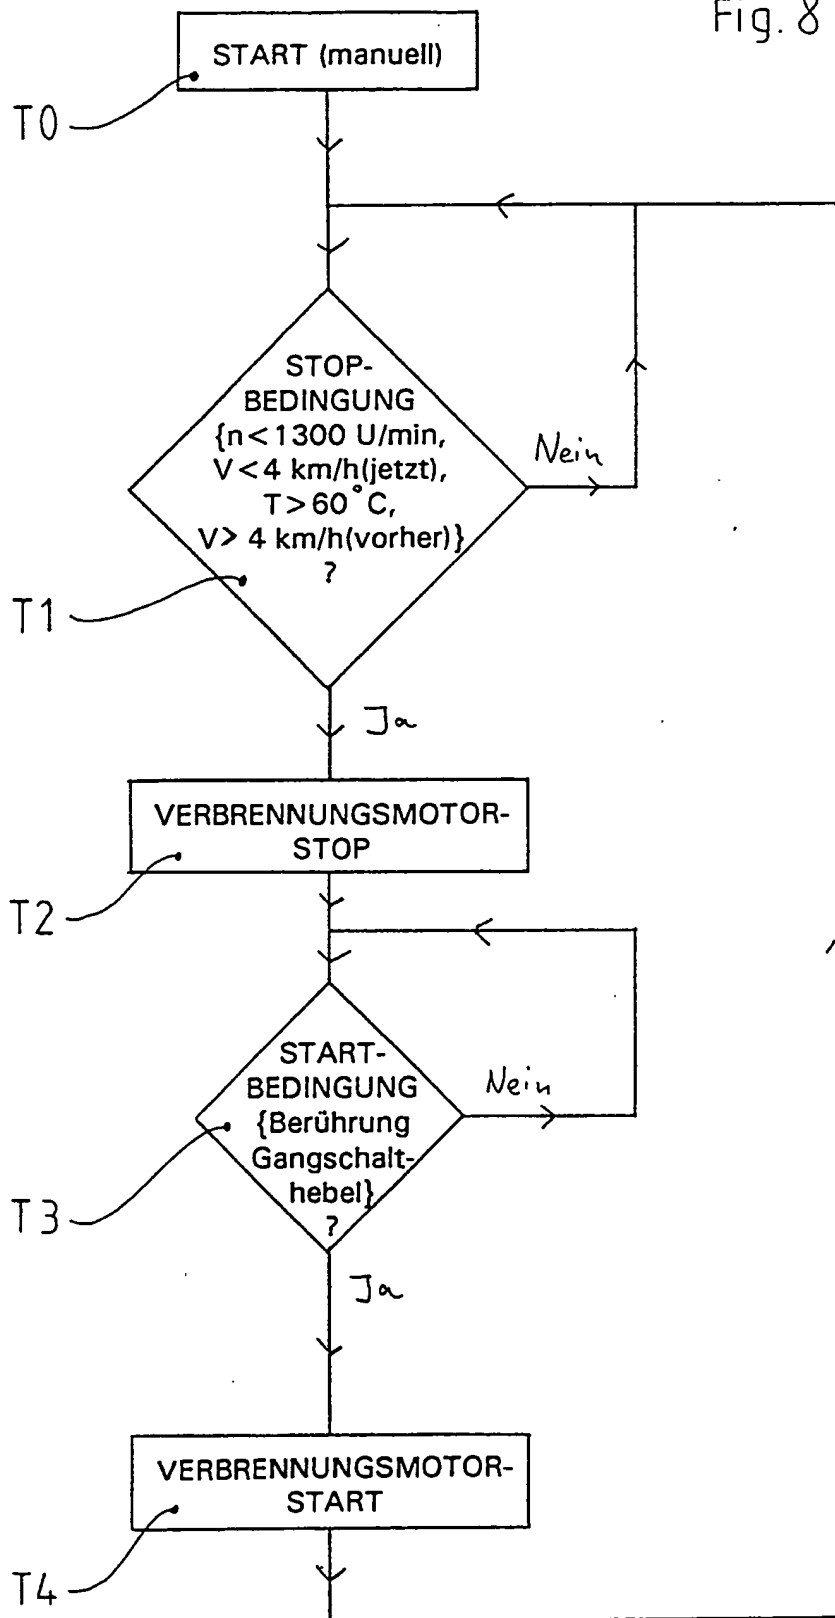 Fig. 8
START (manuell)
T0
STOP-
BEDINGUNG
{n<1300 U/min,
V<4 km/h(jetzt),
T>60°C,
V> 4 km/h(vorher)}
?
Nein
T1
Ja
VERBRENNUNGSMOTOR-
STOP
T2
START-
BEDINGUNG
{Berührung
Gangschalt-
hebel}
?
Nein
T3
Ja
VERBRENNUNGSMOTOR-
START
T4